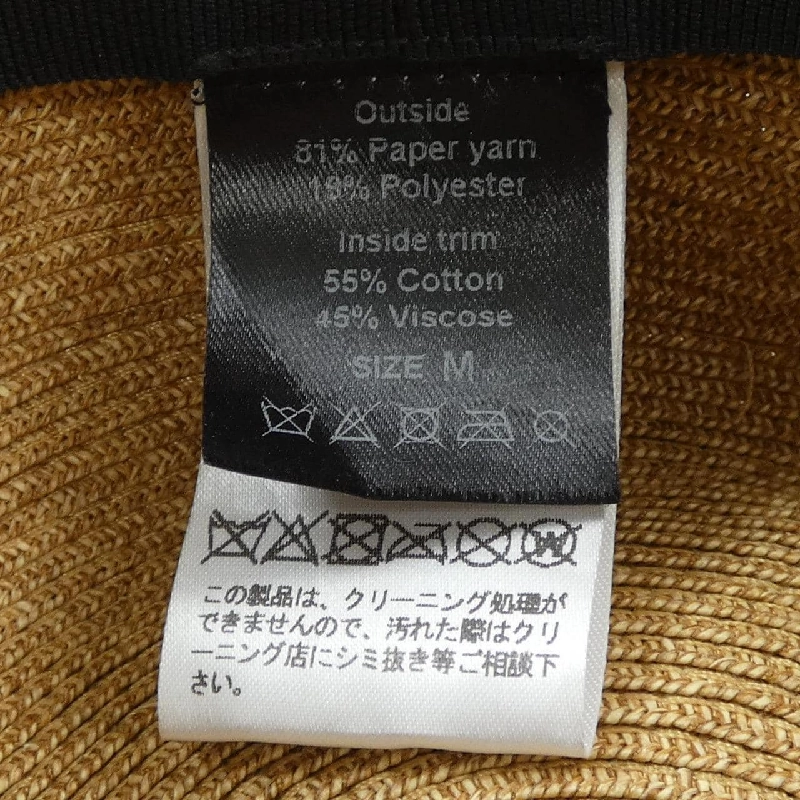 Outside
81% Paper yarn
19% Polyester
Inside trim
55% Cotton
45% Viscose
SIZE M
W
この製品は、クリーニング処理が
できませんので、汚れた際はクリ
ーニング店にシミ抜き等ご相談下
さい。